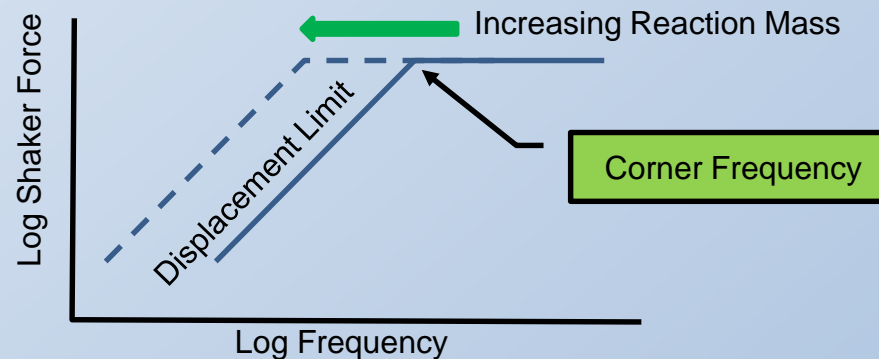 Increasing Reaction Mass
Log Shaker Force
Displacement Limit
Corner Frequency
Log Frequency